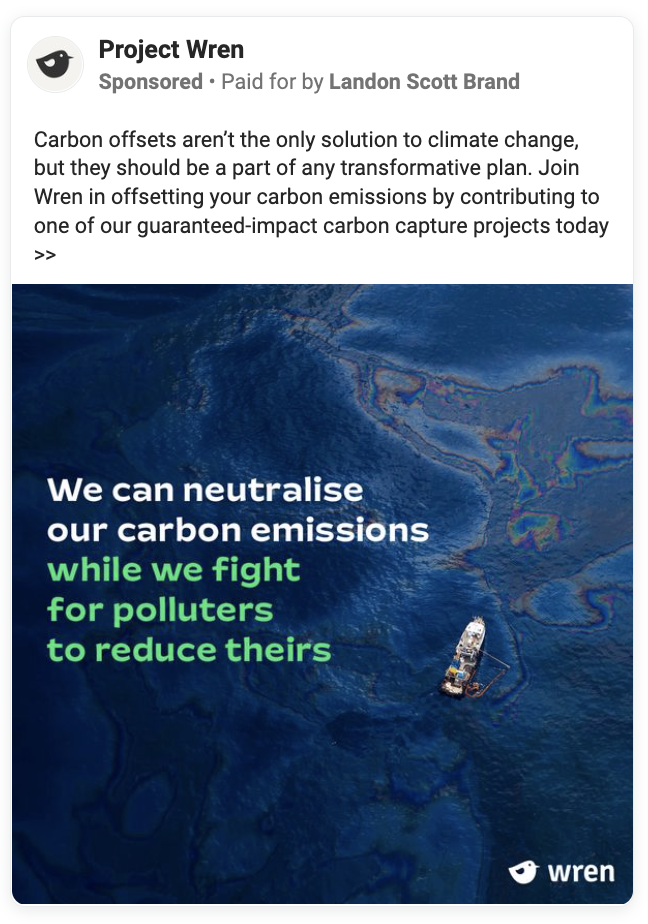 Project Wren
Sponsored • Paid for by Landon Scott Brand
Carbon offsets aren’t the only solution to climate change,
but they should be a part of any transformative plan. Join
Wren in offsetting your carbon emissions by contributing to
one of our guaranteed-impact carbon capture projects today
>>
We can neutralise
our carbon emissions
while we fight
for polluters
to reduce theirs
wren